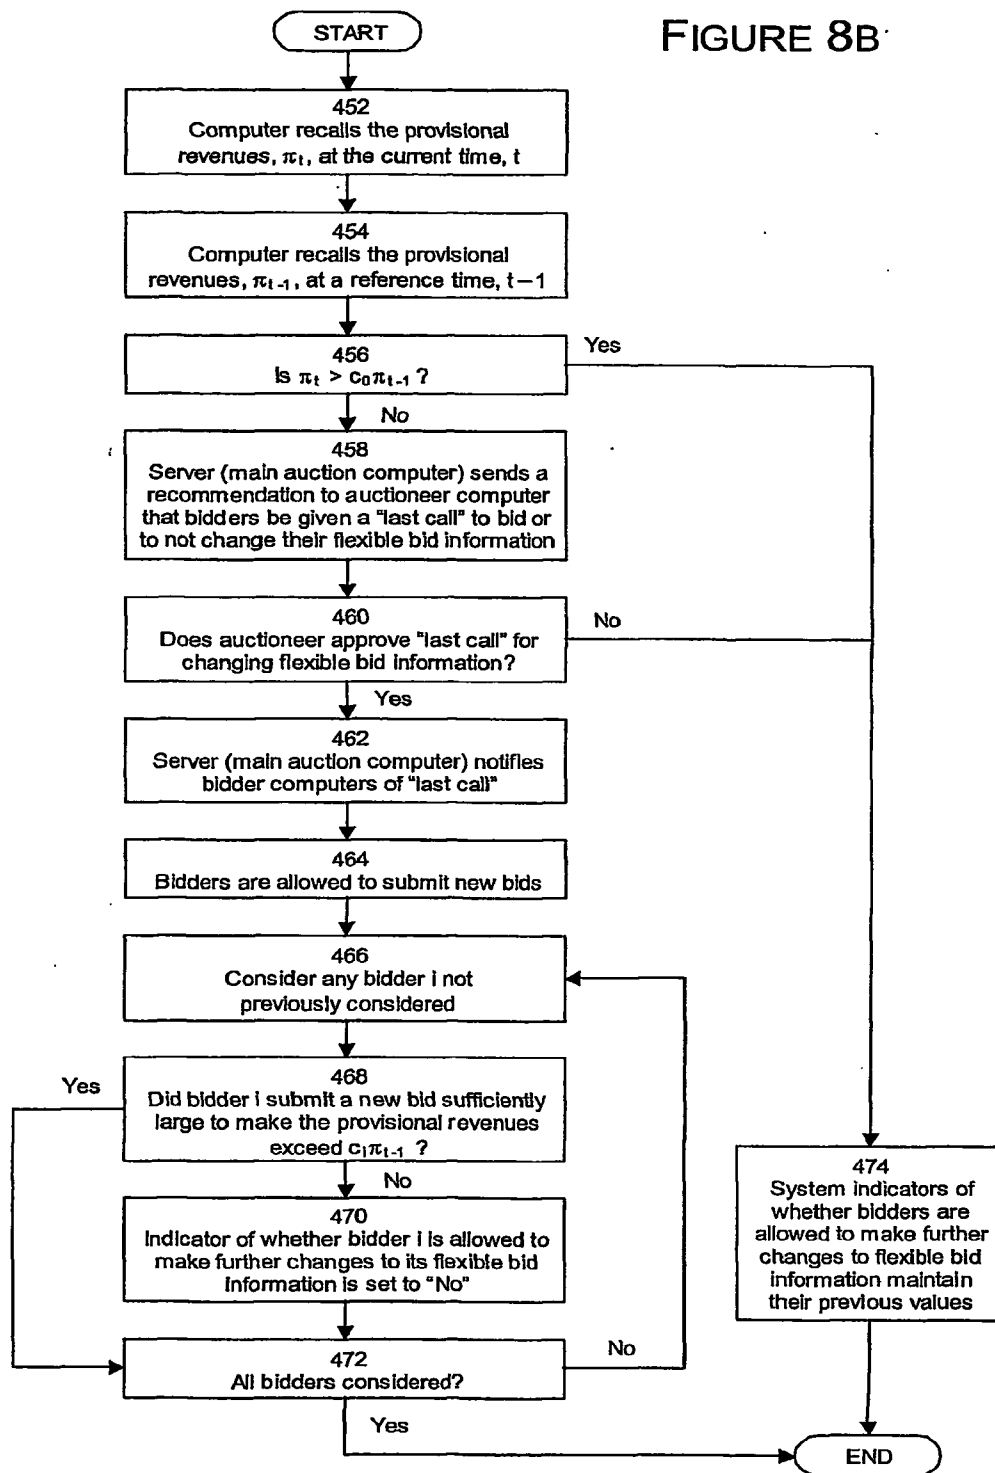 FIGURE 8B
START
452
Computer recalls the provisional
revenues, πt, at the current time, t
454
Computer recalls the provisional
revenues, πt-1, at a reference time, t−1
456
Is πt > c0πt-1 ?
Yes
No
458
Server (main auction computer) sends a
recommendation to auctioneer computer
that bidders be given a "last call" to bid or
to not change their flexible bid information
460
Does auctioneer approve "last call" for
changing flexible bid information?
No
Yes
462
Server (main auction computer) notifies
bidder computers of "last call"
464
Bidders are allowed to submit new bids
466
Consider any bidder i not
previously considered
468
Did bidder i submit a new bid sufficiently
large to make the provisional revenues
exceed ciπt-1 ?
Yes
No
470
Indicator of whether bidder i is allowed to
make further changes to its flexible bid
information is set to "No"
472
All bidders considered?
No
Yes
474
System indicators of
whether bidders are
allowed to make further
changes to flexible bid
information maintain
their previous values
END